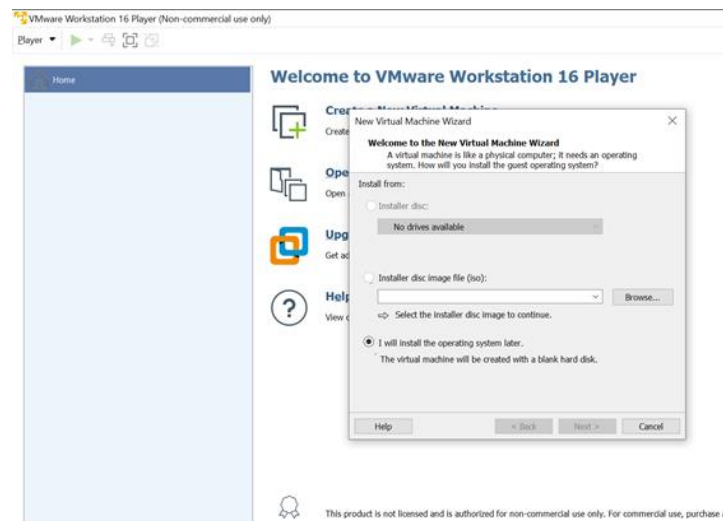 VMware Workstation 16 Player (Non-commercial use only)
Player
Home
Welcome to VMware Workstation 16 Player
Create a New Virtual Machine
Create
Ope
Open
Upg
Get ad
Help
View
New Virtual Machine Wizard
Welcome to the New Virtual Machine Wizard
A virtual machine is like a physical computer; it needs an operating
system. How will you install the guest operating system?
Install from:
Installer disc:
No drives available
Installer disc image file (iso):
Browse...
Select the installer disc image to continue.
I will install the operating system later.
The virtual machine will be created with a blank hard disk.
Help
< Back
Next >
Cancel
This product is not licensed and is authorized for non-commercial use only. For commercial use, purchase